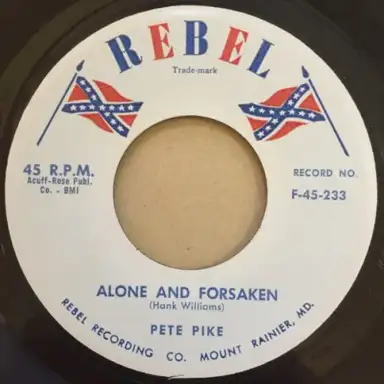 REBEL
Trade-mark
45 R.P.M.
Acuff-Rose Publ.
Co. - BMI
RECORD NO.
F-45-233
ALONE AND FORSAKEN
(Hank Williams)
PETE PIKE
REBEL RECORDING CO. MOUNT RAINIER, MD.